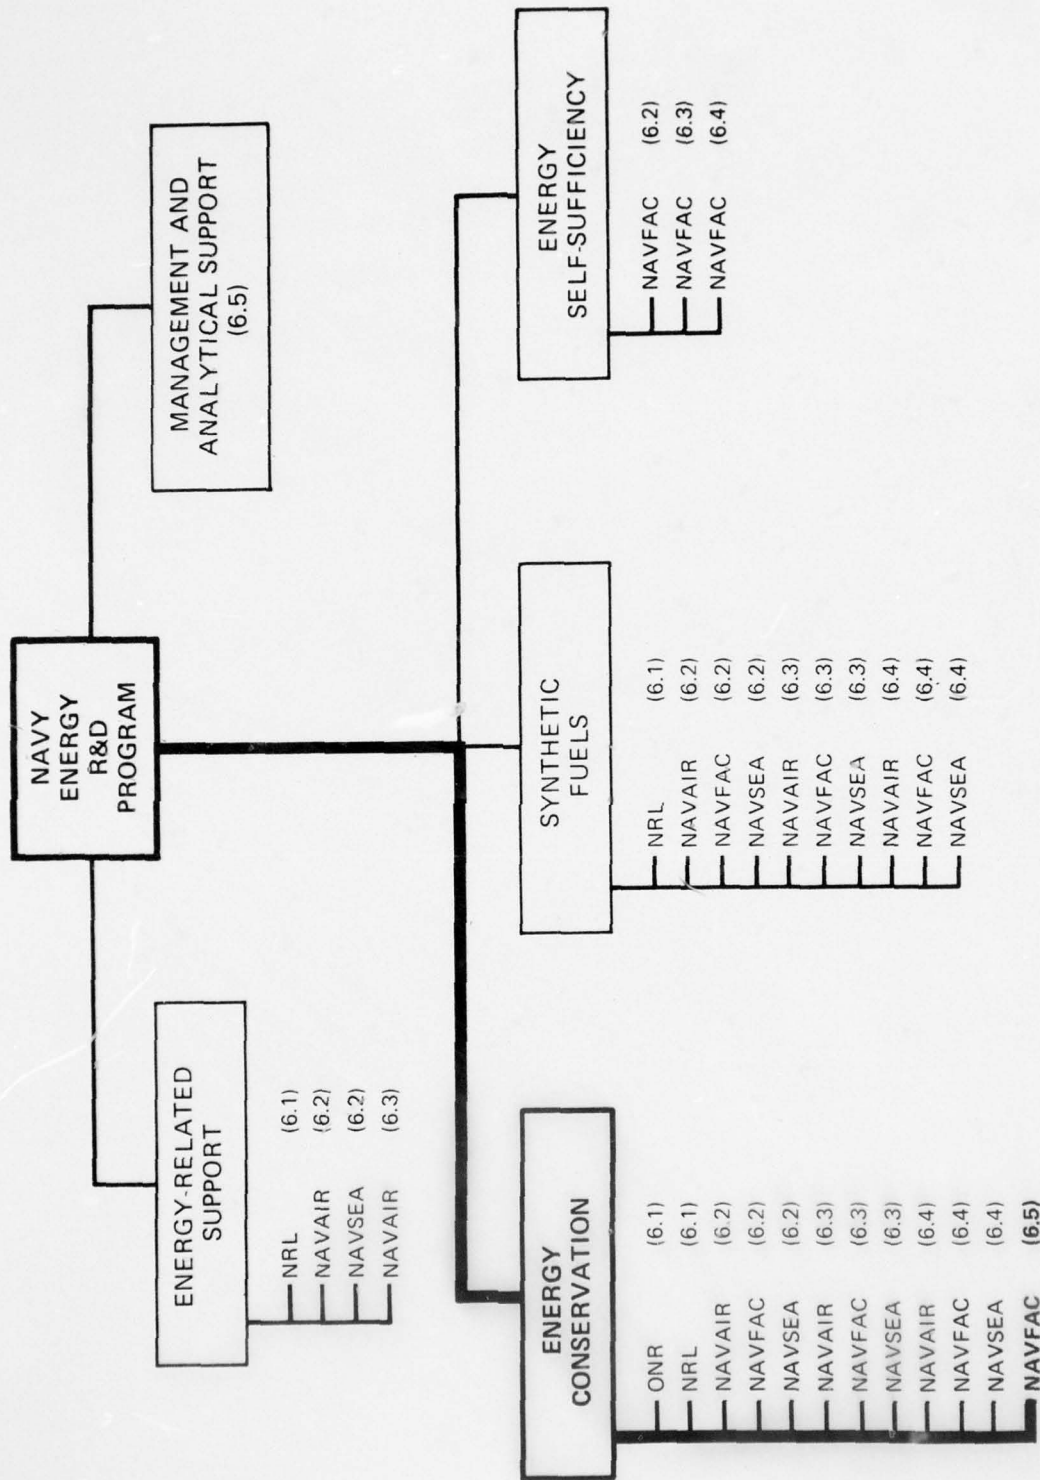 NAVY
ENERGY
R&D
PROGRAM
ENERGY-RELATED
SUPPORT
NRL (6.1)
NAVAIR (6.2)
NAVSEA (6.2)
NAVAIR (6.3)
MANAGEMENT AND
ANALYTICAL SUPPORT
(6.5)
ENERGY
CONSERVATION
ONR (6.1)
NRL (6.1)
NAVAIR (6.2)
NAVFAC (6.2)
NAVSEA (6.2)
NAVAIR (6.3)
NAVFAC (6.3)
NAVSEA (6.3)
NAVAIR (6.4)
NAVFAC (6.4)
NAVSEA (6.4)
NAVFAC (6.5)
SYNTHETIC
FUELS
NRL (6.1)
NAVAIR (6.2)
NAVFAC (6.2)
NAVSEA (6.2)
NAVAIR (6.3)
NAVFAC (6.3)
NAVSEA (6.3)
NAVAIR (6.4)
NAVFAC (6.4)
NAVSEA (6.4)
ENERGY
SELF-SUFFICIENCY
NAVFAC (6.2)
NAVFAC (6.3)
NAVFAC (6.4)